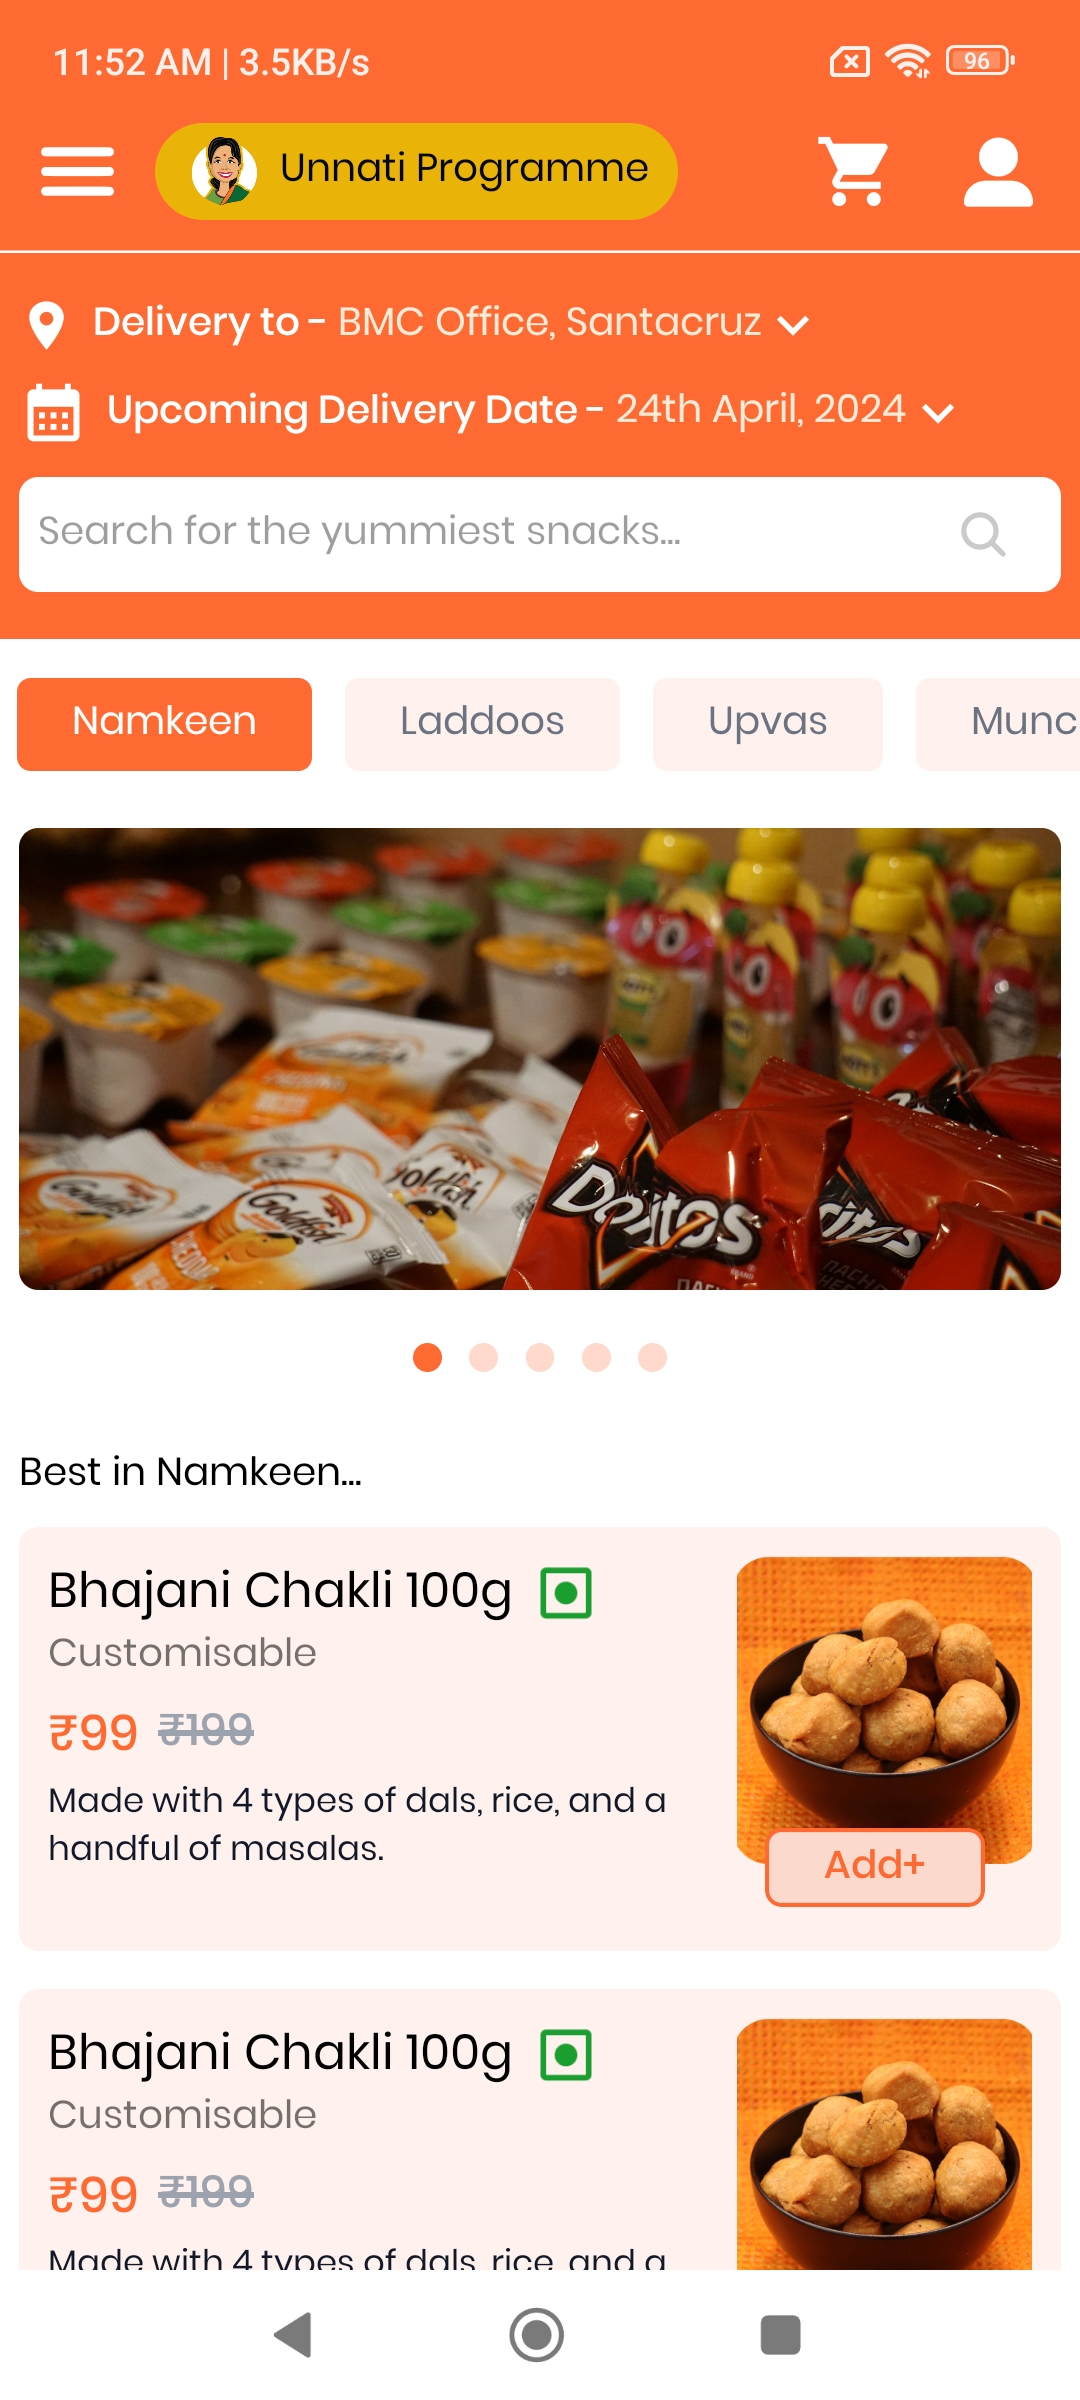 11:52 AM | 3.5KB/s
96
Unnati Programme
Delivery to - BMC Office, Santacruz
Upcoming Delivery Date - 24th April, 2024
Search for the yummiest snacks...
Namkeen
Laddoos
Upvas
Munc
Goldfish
Goldfish
Doritos
Best in Namkeen...
Bhajani Chakli 100g
Customisable
₹99 ₹199
Made with 4 types of dals, rice, and a
handful of masalas.
Add+
Bhajani Chakli 100g
Customisable
₹99 ₹199
Made with 4 types of dals, rice, and a